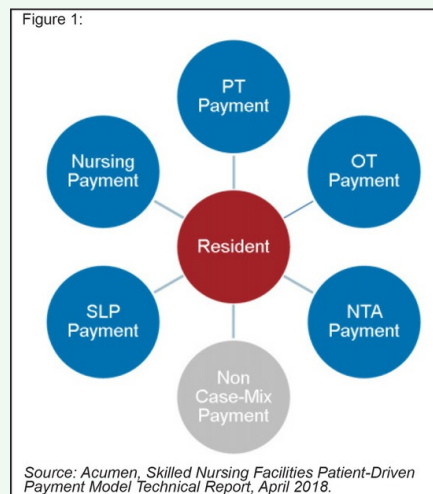 Figure 1:
PT
Payment
Nursing
Payment
OT
Payment
Resident
SLP
Payment
NTA
Payment
Non
Case-Mix
Payment
Source: Acumen, Skilled Nursing Facilities Patient-Driven
Payment Model Technical Report, April 2018.